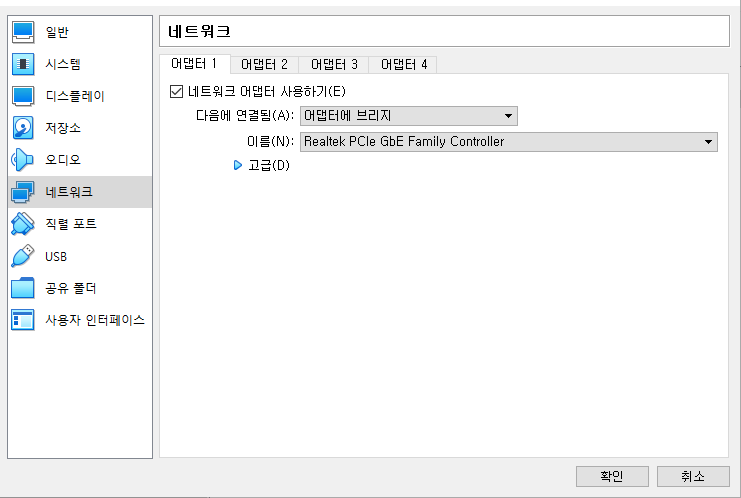 일반
시스템
디스플레이
저장소
오디오
네트워크
직렬 포트
USB
공유 폴더
사용자 인터페이스
네트워크
어댑터 1 어댑터 2 어댑터 3 어댑터 4
네트워크 어댑터 사용하기(E)
다음에 연결됨(A): 어댑터에 브리지
이름(N): Realtek PCIe GbE Family Controller
고급(D)
확인 취소